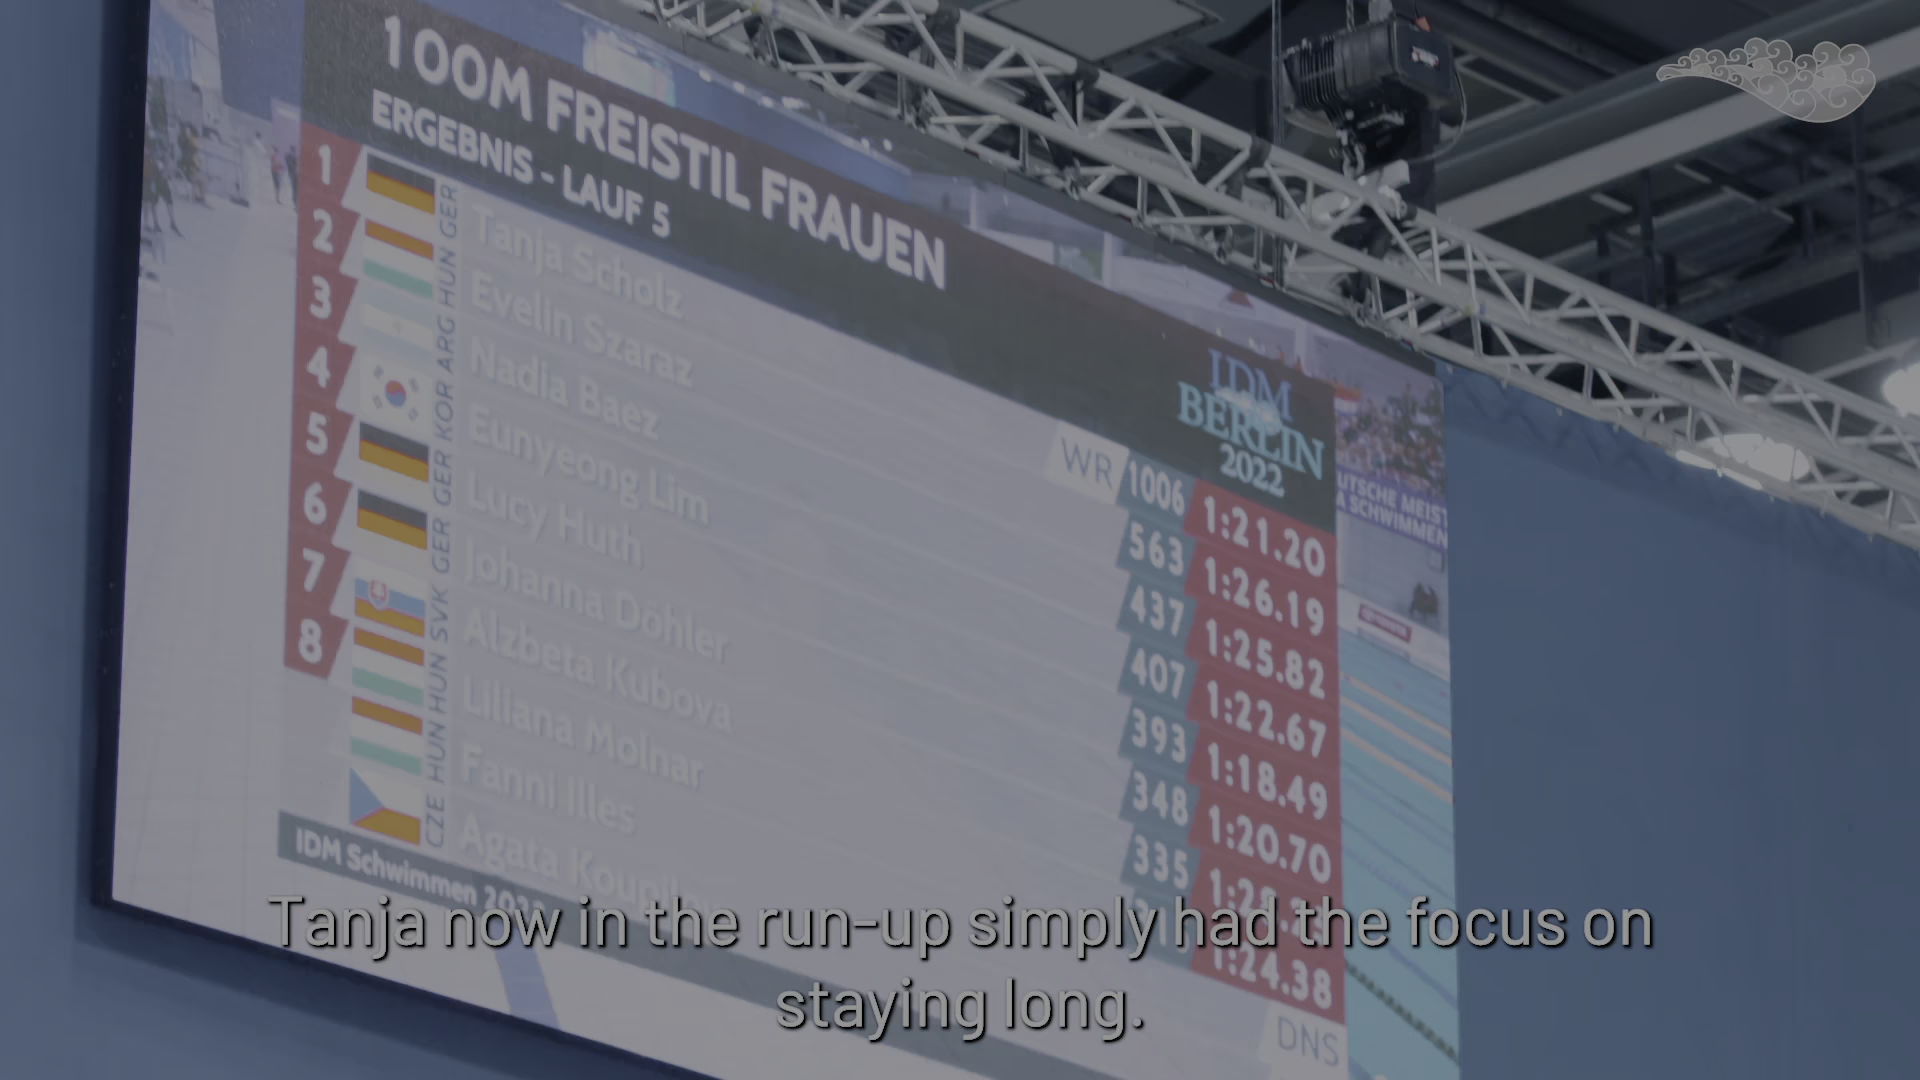 100M FREISTIL FRAUEN
ERGEBNIS - LAUF 5
IDM
BERLIN
2022
1 GER Tanja Scholz WR 1006 1:21.20
2 HUN Evelin Szaraz 563 1:26.19
3 ARG Nadia Baez 437 1:25.82
4 KOR Eunyeong Lim 407 1:22.67
5 GER Lucy Huth 393 1:18.49
6 GER Johanna Döhler 348 1:20.70
7 SVK Alzbeta Kubova 335
8 HUN Liliana Molnar 1:24.38
HUN Fanni Illes DNS
CZE Agata
UTSCHE MEIST
A SCHWIMMEN
IDM Schwimmen
Tanja now in the run-up simply had the focus on
staying long.